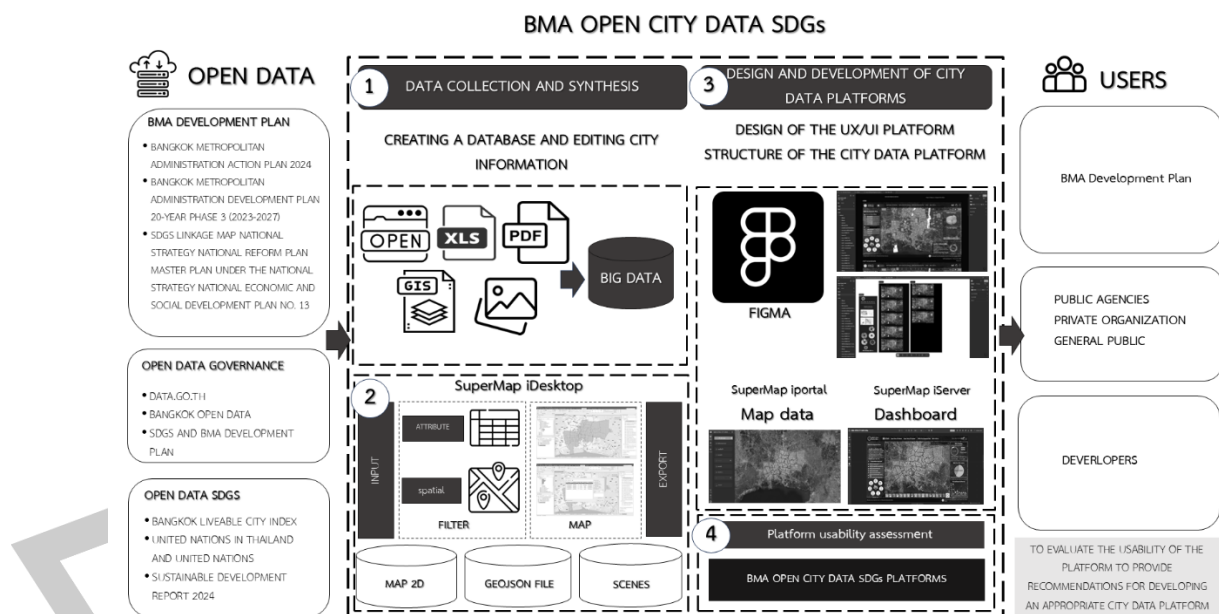 BMA OPEN CITY DATA SDGs
OPEN DATA
BMA DEVELOPMENT PLAN
• BANGKOK METROPOLITAN
ADMINISTRATION ACTION PLAN 2024
• BANGKOK METROPOLITAN
ADMINISTRATION DEVELOPMENT PLAN
20-YEAR PHASE 3 (2023-2027)
• SDGS LINKAGE MAP NATIONAL
STRATEGY NATIONAL REFORM PLAN
MASTER PLAN UNDER THE NATIONAL
STRATEGY NATIONAL ECONOMIC AND
SOCIAL DEVELOPMENT PLAN NO. 13
OPEN DATA GOVERNANCE
• DATA.GO.TH
• BANGKOK OPEN DATA
• SDGS AND BMA DEVELOPMENT
PLAN
OPEN DATA SDGS
• BANGKOK LIVEABLE CITY INDEX
• UNITED NATIONS IN THAILAND
AND UNITED NATIONS
• SUSTAINABLE DEVELOPMENT
REPORT 2024
1
DATA COLLECTION AND SYNTHESIS
CREATING A DATABASE AND EDITING CITY
INFORMATION
OPEN
XLS
PDF
GIS
BIG DATA
2
SuperMap iDesktop
INPUT
ATTRIBUTE
spatial
FILTER
MAP
EXPORT
MAP 2D
GEOJSON FILE
SCENES
3
DESIGN AND DEVELOPMENT OF CITY
DATA PLATFORMS
DESIGN OF THE UX/UI PLATFORM
STRUCTURE OF THE CITY DATA PLATFORM
FIGMA
SuperMap iportal
Map data
SuperMap iServer
Dashboard
4
Platform usability assessment
BMA OPEN CITY DATA SDGs PLATFORMS
USERS
BMA Development Plan
PUBLIC AGENCIES
PRIVATE ORGANIZATION
GENERAL PUBLIC
DEVERLOPERS
TO EVALUATE THE USABILITY OF THE
PLATFORM TO PROVIDE
RECOMMENDATIONS FOR DEVELOPING
AN APPROPRIATE CITY DATA PLATFORM